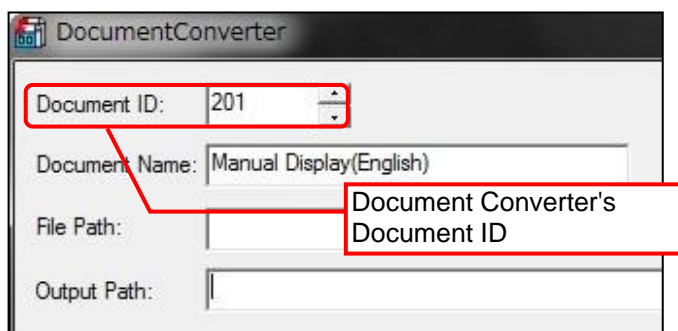 DocumentConverter
Document ID: 201
Document Name: Manual Display(English)
Document Converter's
Document ID
File Path:
Output Path: